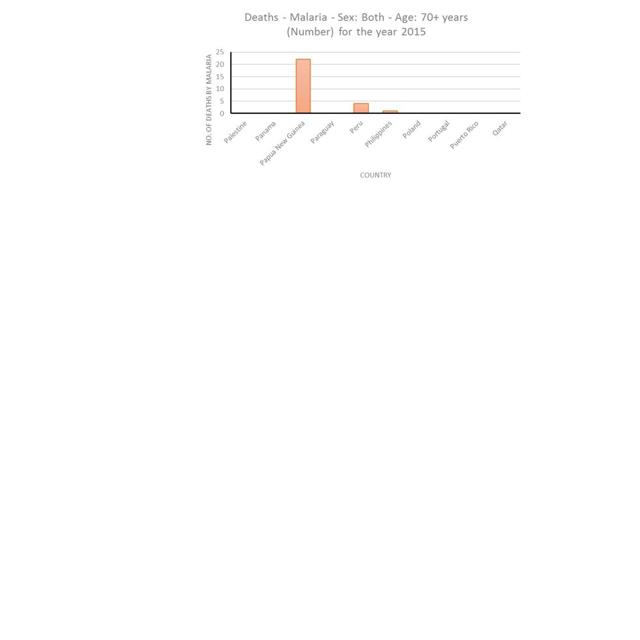 Deaths - Malaria - Sex: Both - Age: 70+ years
(Number) for the year 2015
NO. OF DEATHS BY MALARIA
25
20
15
10
5
0
Palestine
Panama
Papua New Guinea
Paraguay
Peru
Philippines
Poland
Portugal
Puerto Rico
Qatar
COUNTRY